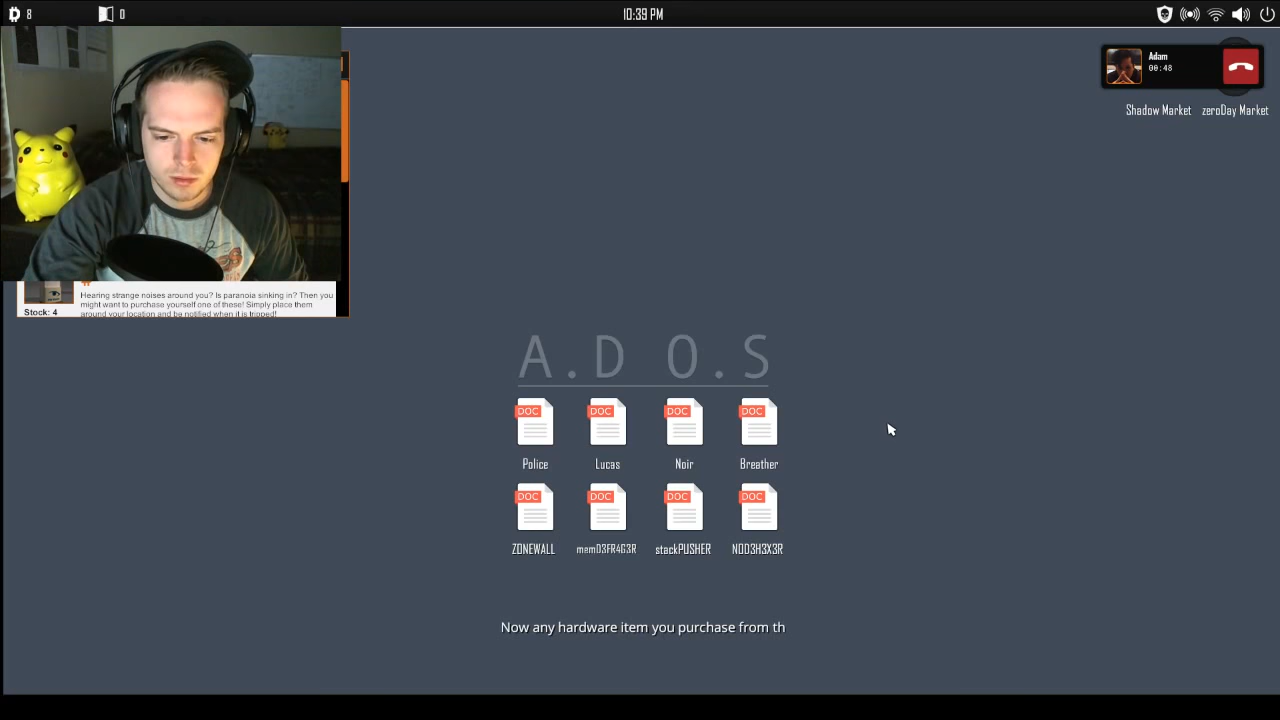 8
0
10:39 PM
Adam
00:48
Shadow Market
zeroDay Market
Hearing strange noises around you? Is paranoia sinking in? Then you
might want to purchase yourself one of these! Simply place them
around your location and be notified when it is tripped!
Stock: 4
A.D O.S
DOC
DOC
DOC
DOC
Police
Lucas
Noir
Breather
DOC
DOC
DOC
DOC
ZONEWALL
memD3FR4G3R
stackPUSHER
NOD3H3X3R
Now any hardware item you purchase from th